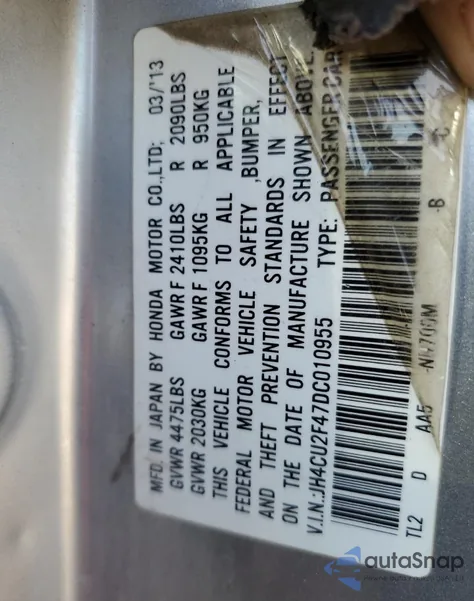 MFD. IN JAPAN BY HONDA MOTOR CO.,LTD; 03/'13
GVWR 4475LBS GAWR F 2410LBS R 2090LBS
GVWR 2030KG GAWR F 1095KG R 950KG
THIS VEHICLE CONFORMS TO ALL APPLICABLE
FEDERAL MOTOR VEHICLE SAFETY ,BUMPER,
AND THEFT PREVENTION STANDARDS IN EFFECT
ON THE DATE OF MANUFACTURE SHOWN ABOVE.
V.I.N.:JH4CU2F47DC010955 TYPE: PASSENGER CAR
TL2 D AA5 -B
autaSnap